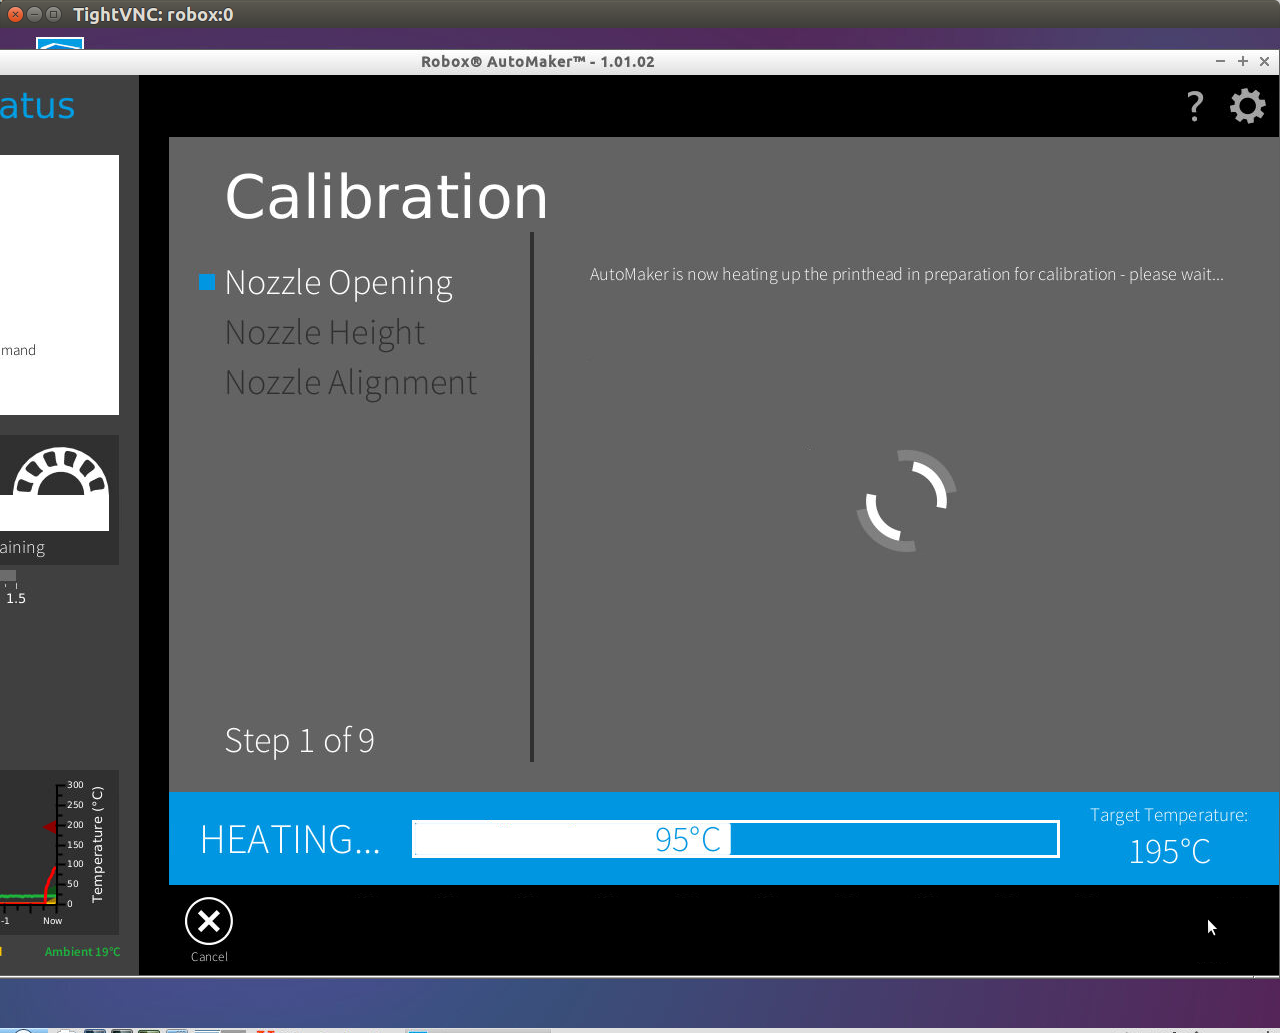 TightVNC: robox:0
Robox® AutoMaker™ - 1.01.02
atus
?
Calibration
Nozzle Opening
Nozzle Height
Nozzle Alignment
AutoMaker is now heating up the printhead in preparation for calibration - please wait...
mand
aining
1.5
Step 1 of 9
300
250
200
150
100
50
0
Temperature (°C)
-1
Now
Ambient 19°C
HEATING...
95°C
Target Temperature:
195°C
Cancel